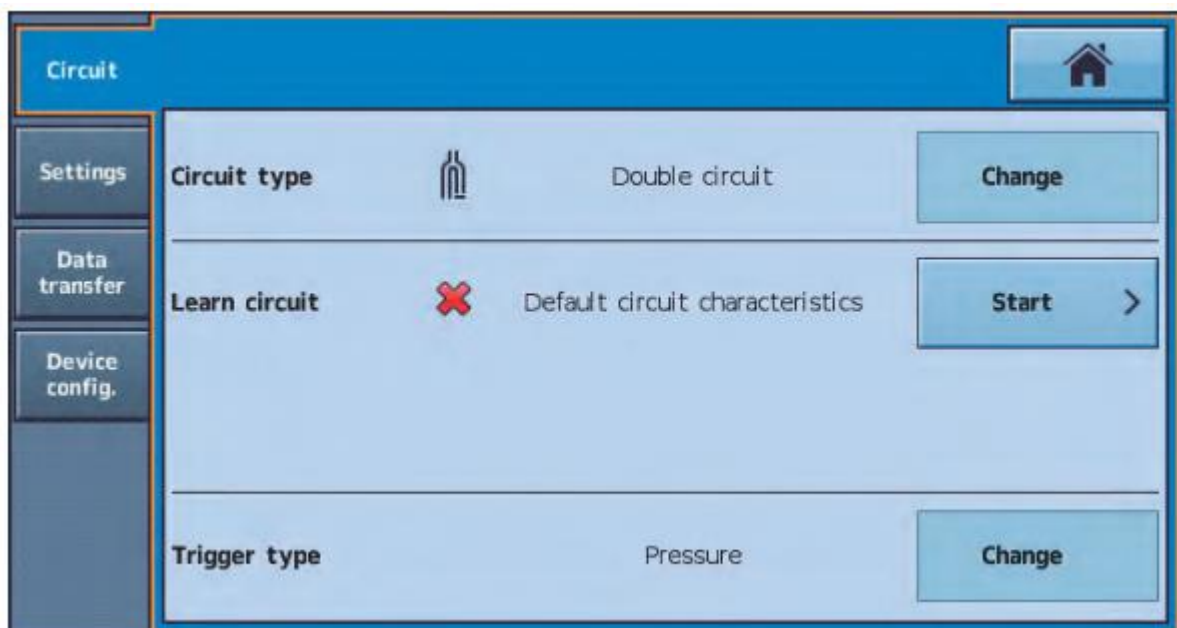 Circuit
Settings
Circuit type
Double circuit
Change
Data
transfer
Learn circuit
Default circuit characteristics
Start
Device
config.
Trigger type
Pressure
Change